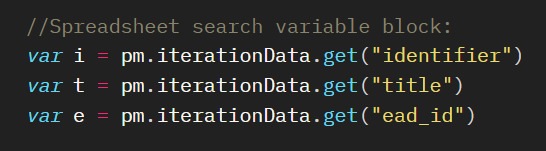 //Spreadsheet search variable block:
var i = pm.iterationData.get("identifier")
var t = pm.iterationData.get("title")
var e = pm.iterationData.get("ead_id")